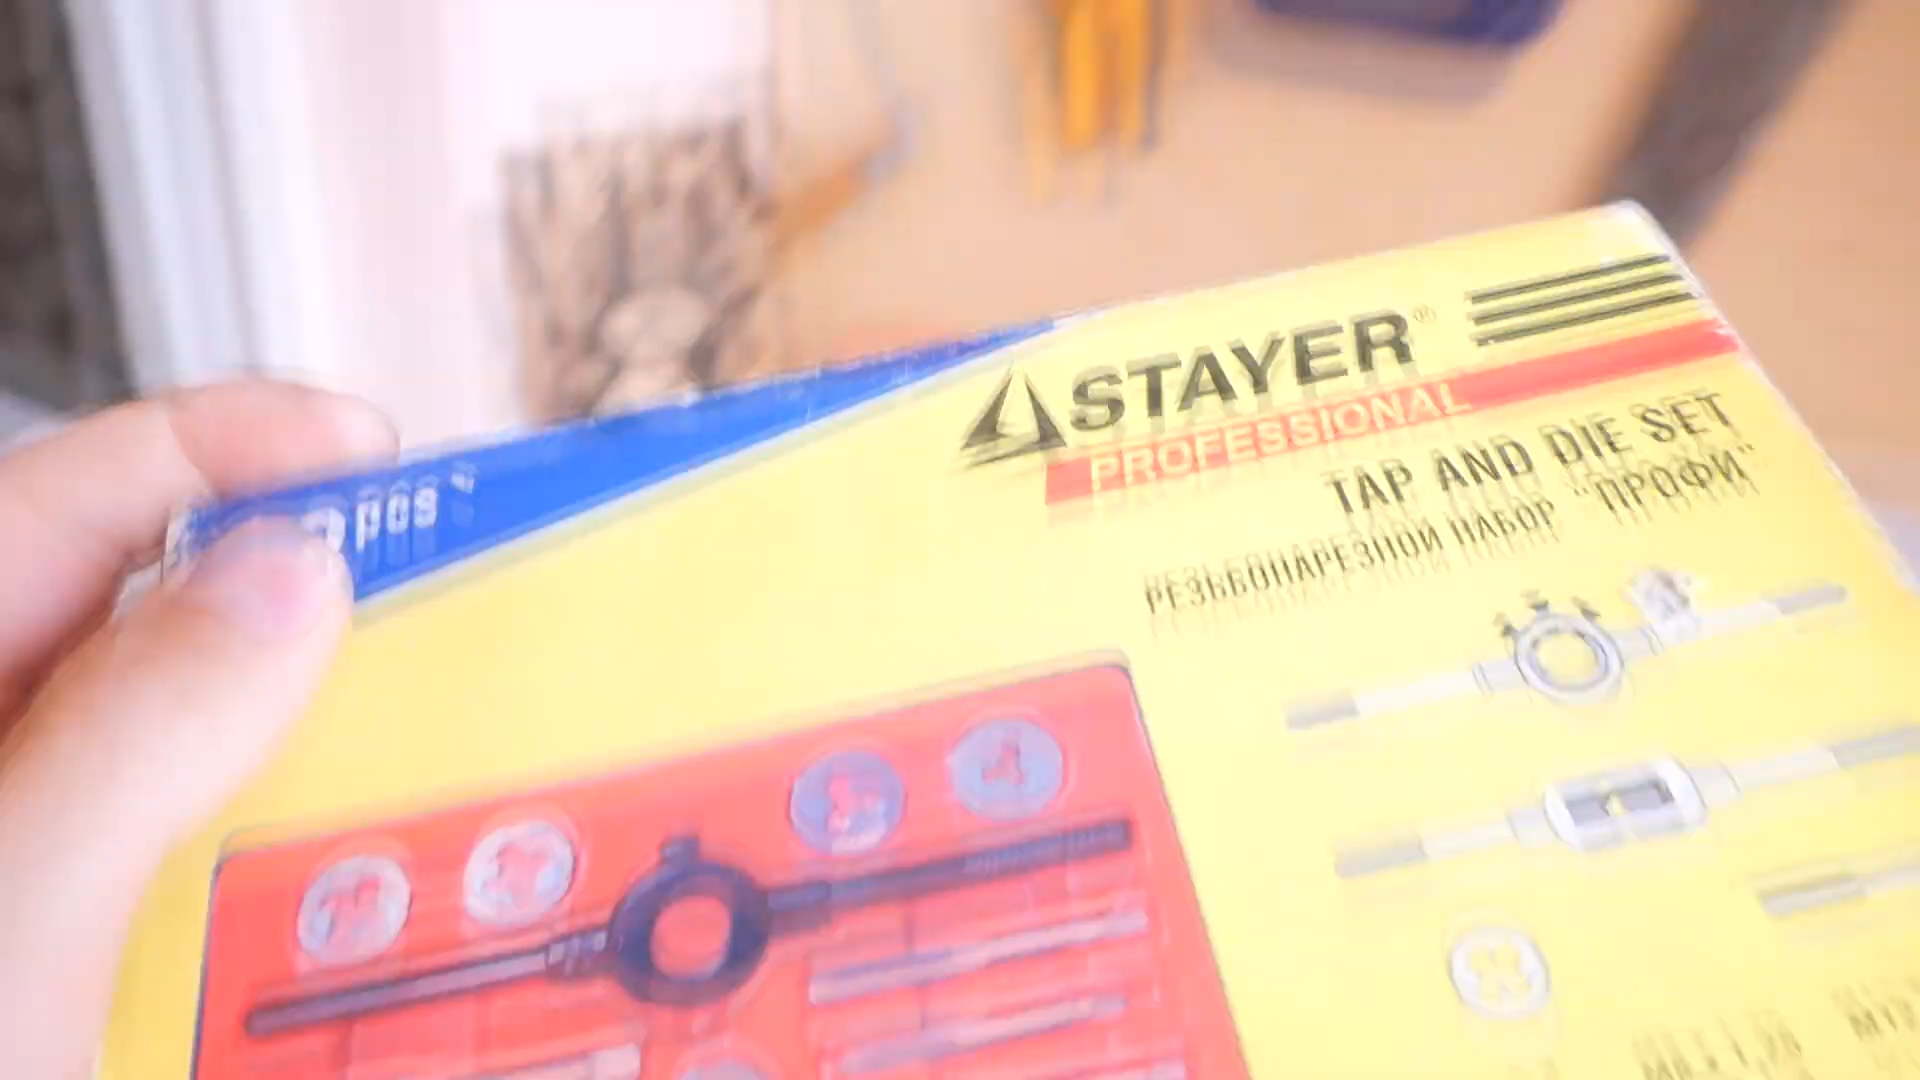 STAYER®
PROFESSIONAL
TAP AND DIE SET
РЕЗЬБОНАРЕЗНОЙ НАБОР "ПРОФИ"
pcs